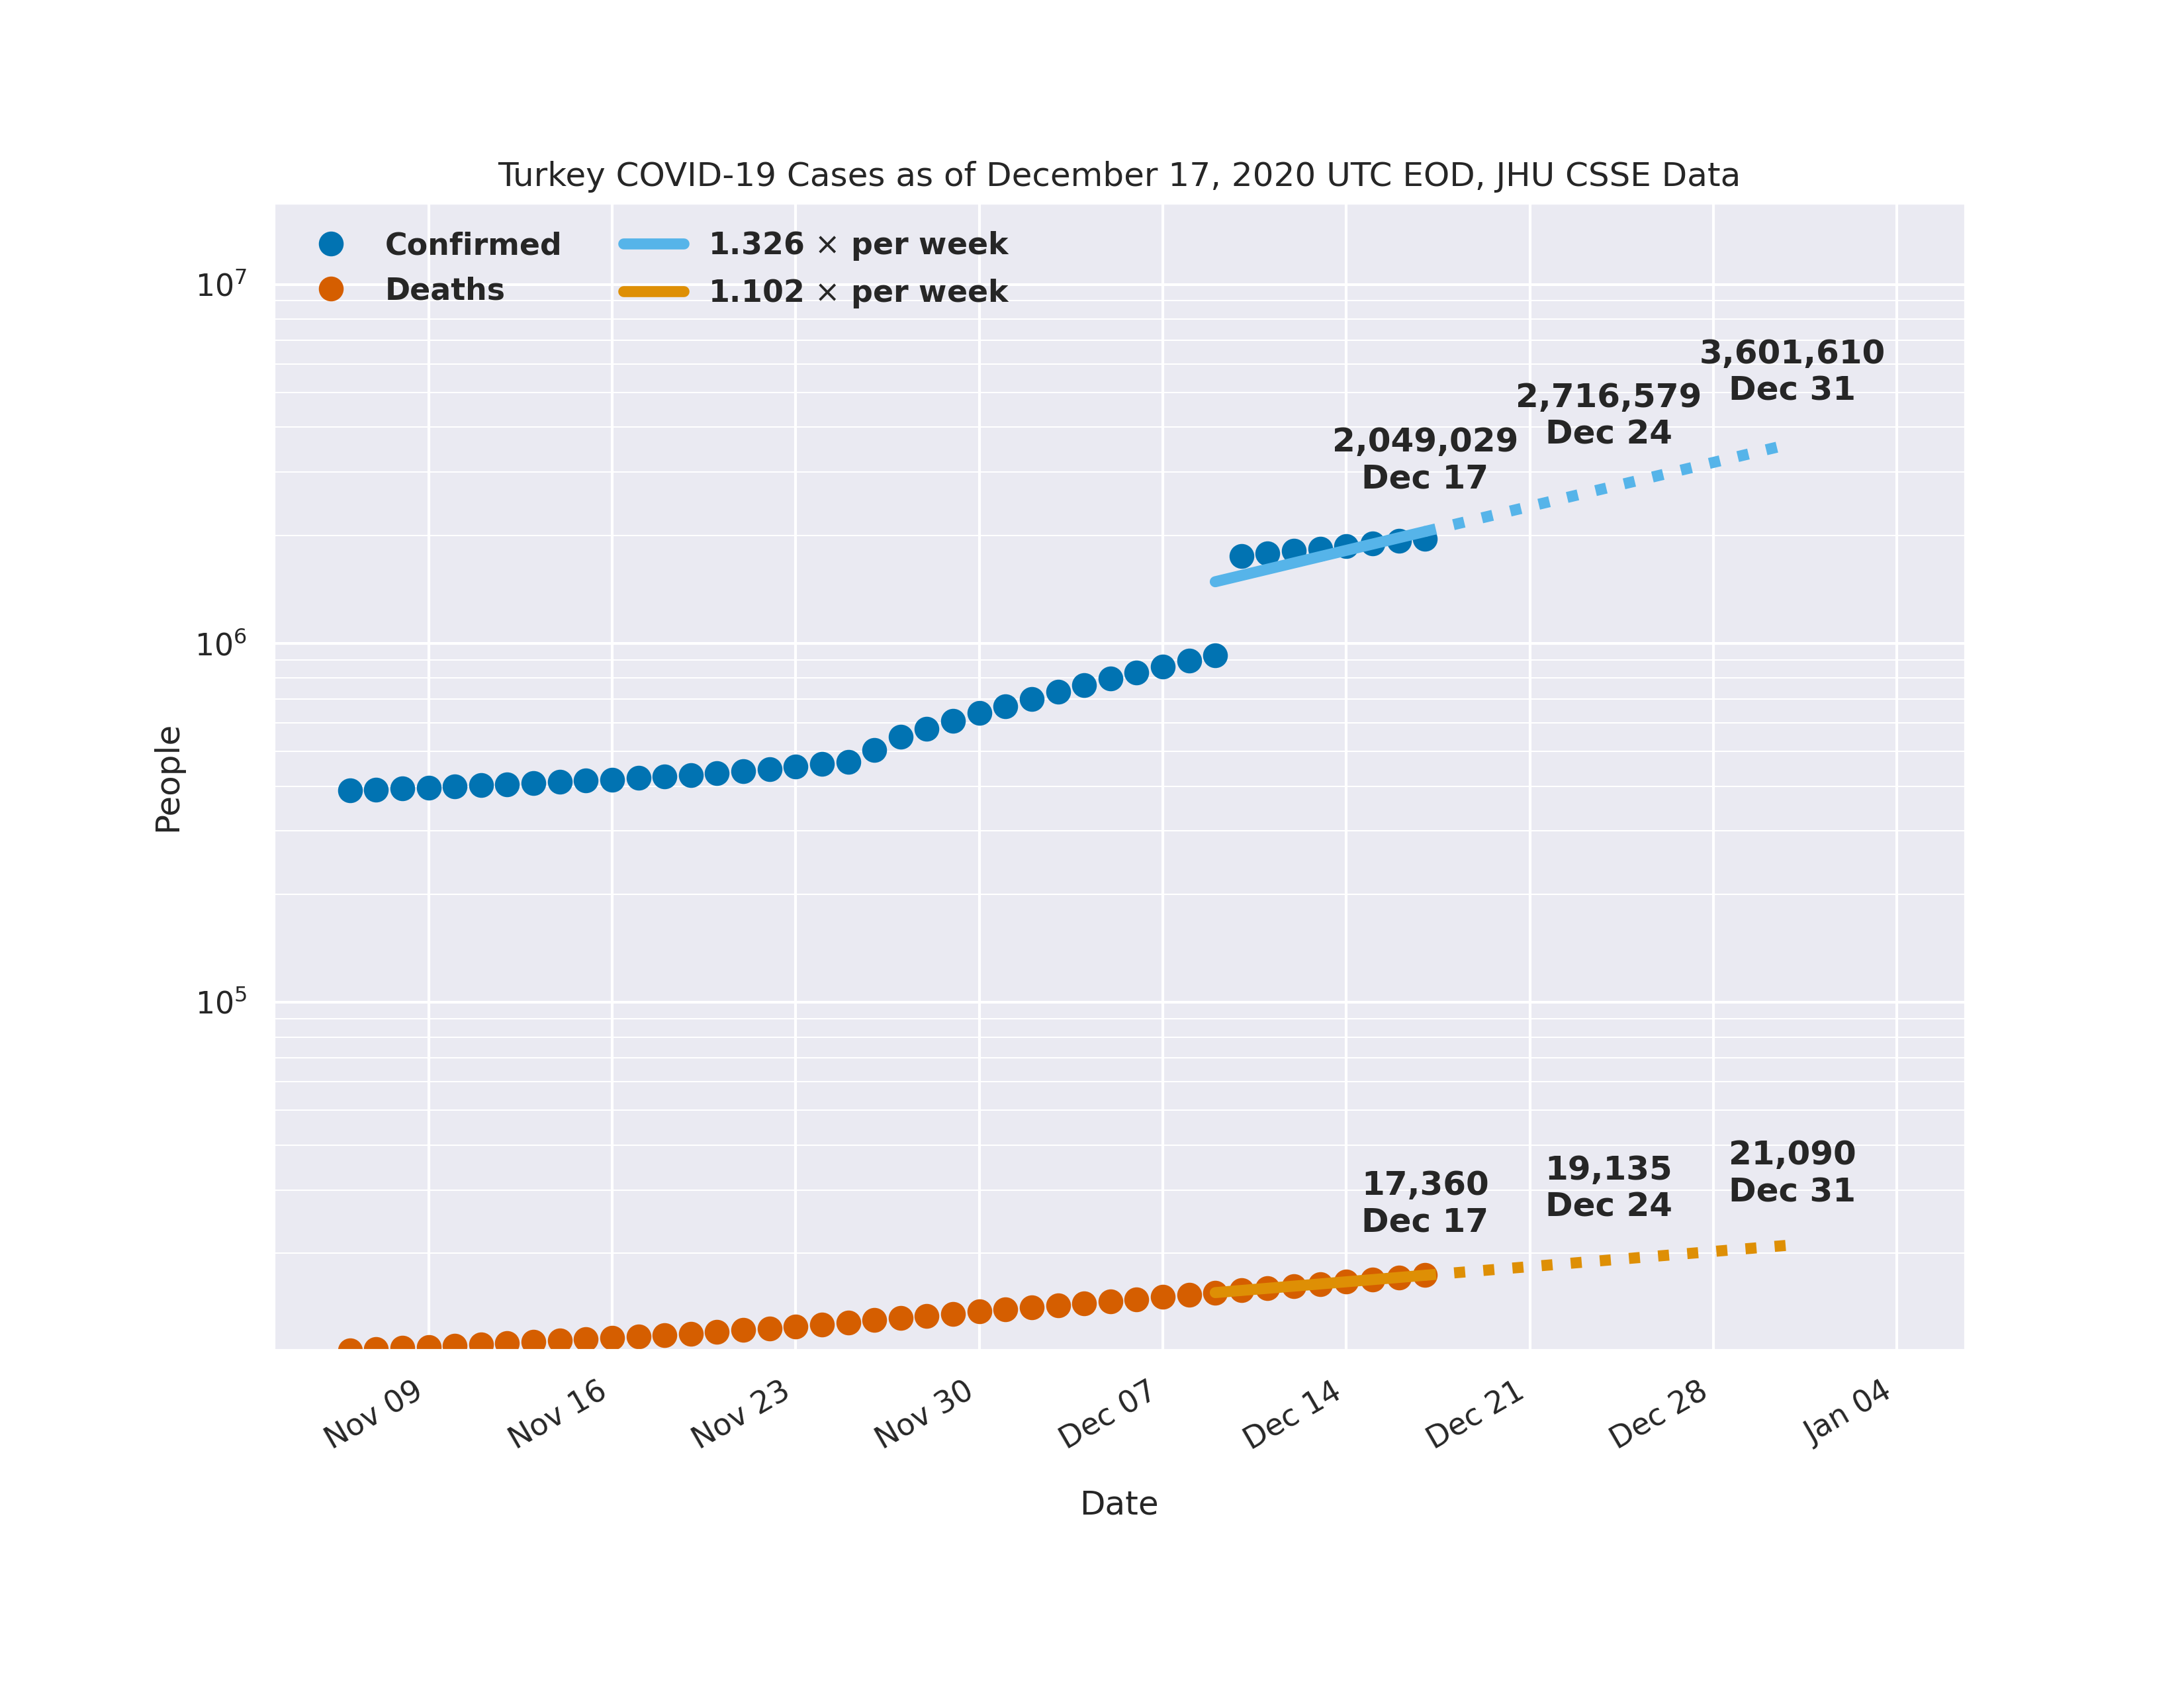 Turkey COVID-19 Cases as of December 17, 2020 UTC EOD, JHU CSSE Data
Confirmed
Deaths
1.326 × per week
1.102 × per week
10⁷
10⁶
10⁵
People
3,601,610
Dec 31
2,716,579
Dec 24
2,049,029
Dec 17
21,090
Dec 31
19,135
Dec 24
17,360
Dec 17
Nov 09
Nov 16
Nov 23
Nov 30
Dec 07
Dec 14
Dec 21
Dec 28
Jan 04
Date